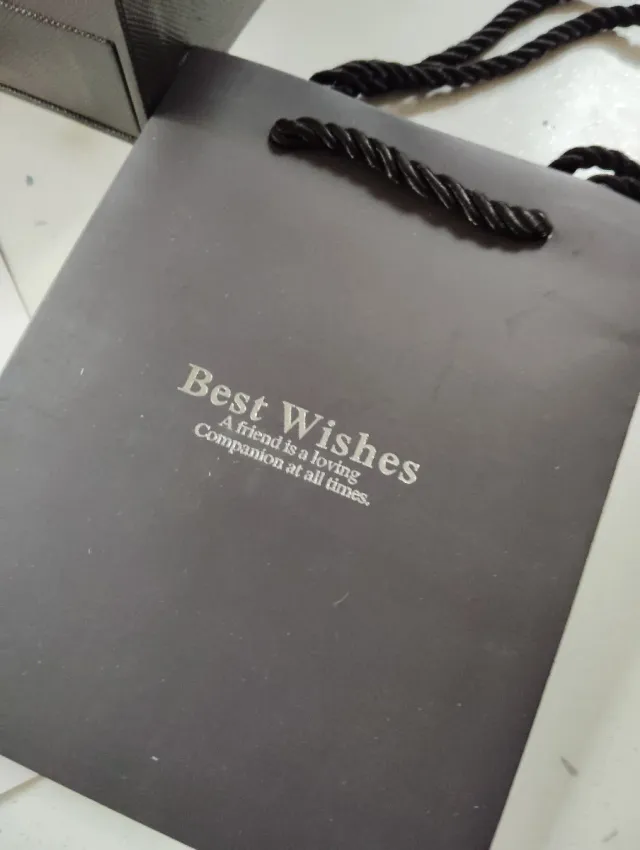 Best Wishes
A friend is a loving
Companion at all times.